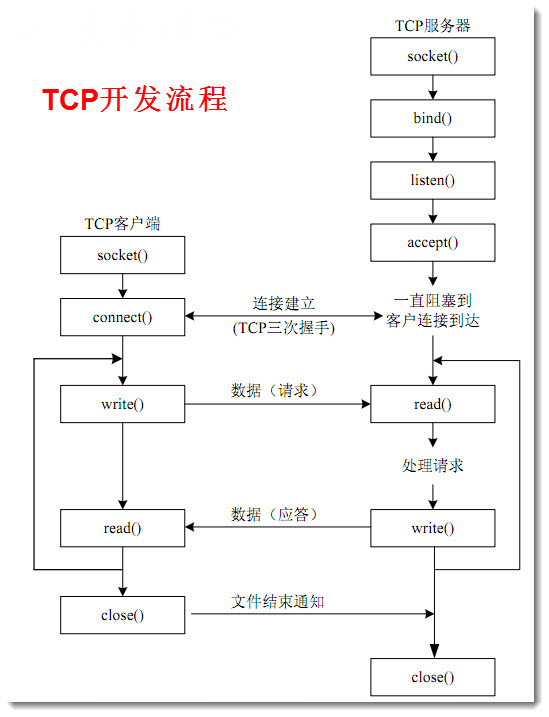 TCP服务器
socket()
TCP开发流程
bind()
listen()
TCP客户端
accept()
socket()
connect()
连接建立
(TCP三次握手)
一直阻塞到
客户连接到达
write()
数据（请求）
read()
处理请求
read()
数据（应答）
write()
close()
文件结束通知
close()